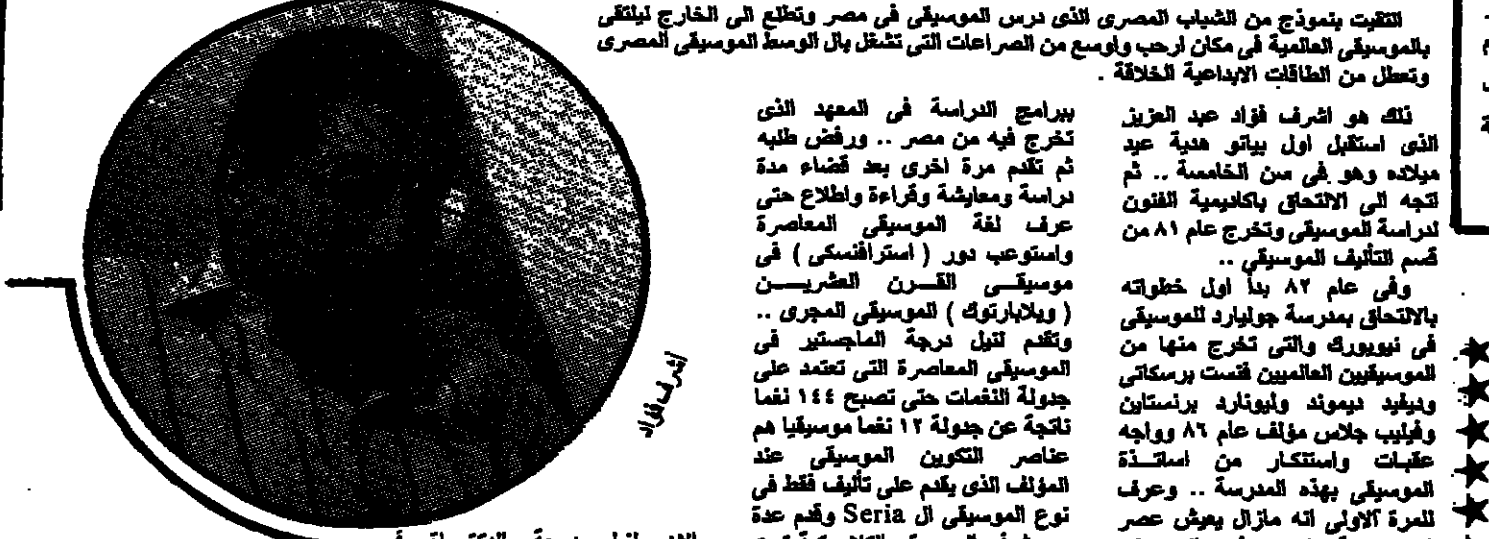 التقيت بنموذج من الشباب المصرى الذى درس الموسيقى فى مصر وتطلع الى الخارج ليلتقى
بالموسيقى العالمية فى مكان ارحب واوسع من الصراعات التى تشغل بال الوسط الموسيقى المصرى
وتعطل من الطاقات الابداعية الخلاقة .
ذلك هو اشرف فؤاد عبد العزيز
الذى استقبل اول بيانو هدية عيد
ميلاده وهو فى سن الخامسة .. ثم
اتجه الى الالتحاق باكاديمية الفنون
لدراسة الموسيقى وتخرج عام ٨١ من
قسم التأليف الموسيقى ..
وفى عام ٨٢ بدأ اول خطواته
بالالتحاق بمدرسة جوليارد للموسيقى
فى نيويورك والتى تخرج منها من
الموسيقيين العالميين فنست برسكاتى
وديفيد ديموند وليونارد برنستاين
وفيليب جلاس مؤلف عام ٨٦ وواجه
عقبات واستنكار من اساتـذة
الموسيقى بهذه المدرسة .. وعرف
للمرة الاولى انه مازال يعيش عصر
ببرامج الدراسة فى المعهد الذى
تخرج فيه من مصر .. ورفض طلبه
ثم تقدم مرة اخرى بعد قضاء مدة
دراسة ومعايشة وقراءة واطلاع حتى
عرف لغة الموسيقى المعاصرة
واستوعب دور ( استرافنسكى ) فى
موسيقـى القـرن العشريـن
( وبيلابارتوك ) الموسيقى المجرى ..
وتقدم لنيل درجة الماجستير فى
الموسيقى المعاصرة التى تعتمد على
جدولة النغمات حتى تصبح ١٤٤ نغما
ناتجة عن جدولة ١٢ نغما موسيقيا هم
عناصر التكوين الموسيقى عند
المؤلف الذى يقدم على تأليف فقط فى
نوع الموسيقى ال Seria وقدم عدة
اشرف فؤاد